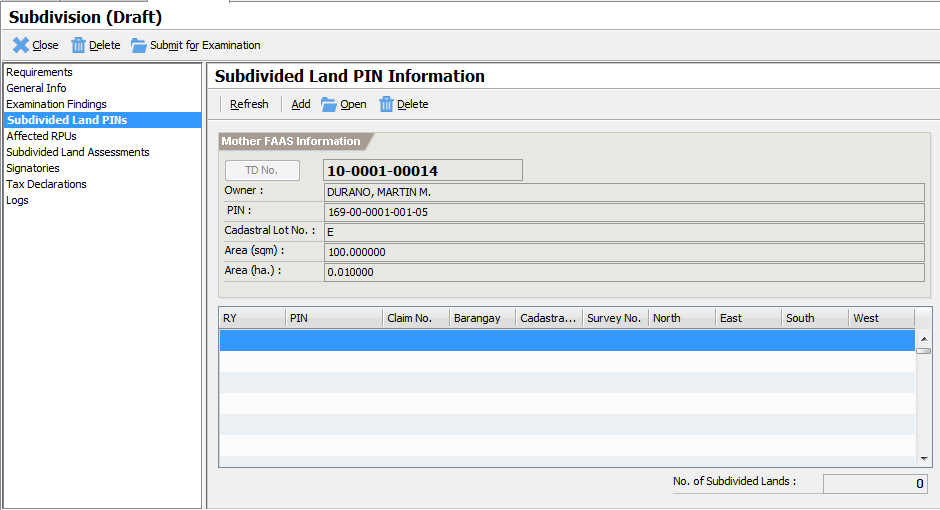 Subdivision (Draft)
Close Delete Submit for Examination
Requirements
General Info
Examination Findings
Subdivided Land PINs
Affected RPUs
Subdivided Land Assessments
Signatories
Tax Declarations
Logs
Subdivided Land PIN Information
Refresh Add Open Delete
Mother FAAS Information
TD No. 10-0001-00014
Owner : DURANO, MARTIN M.
PIN : 169-00-0001-001-05
Cadastral Lot No. : E
Area (sqm) : 100.000000
Area (ha.) : 0.010000
RY PIN Claim No. Barangay Cadastra... Survey No. North East South West
No. of Subdivided Lands : 0